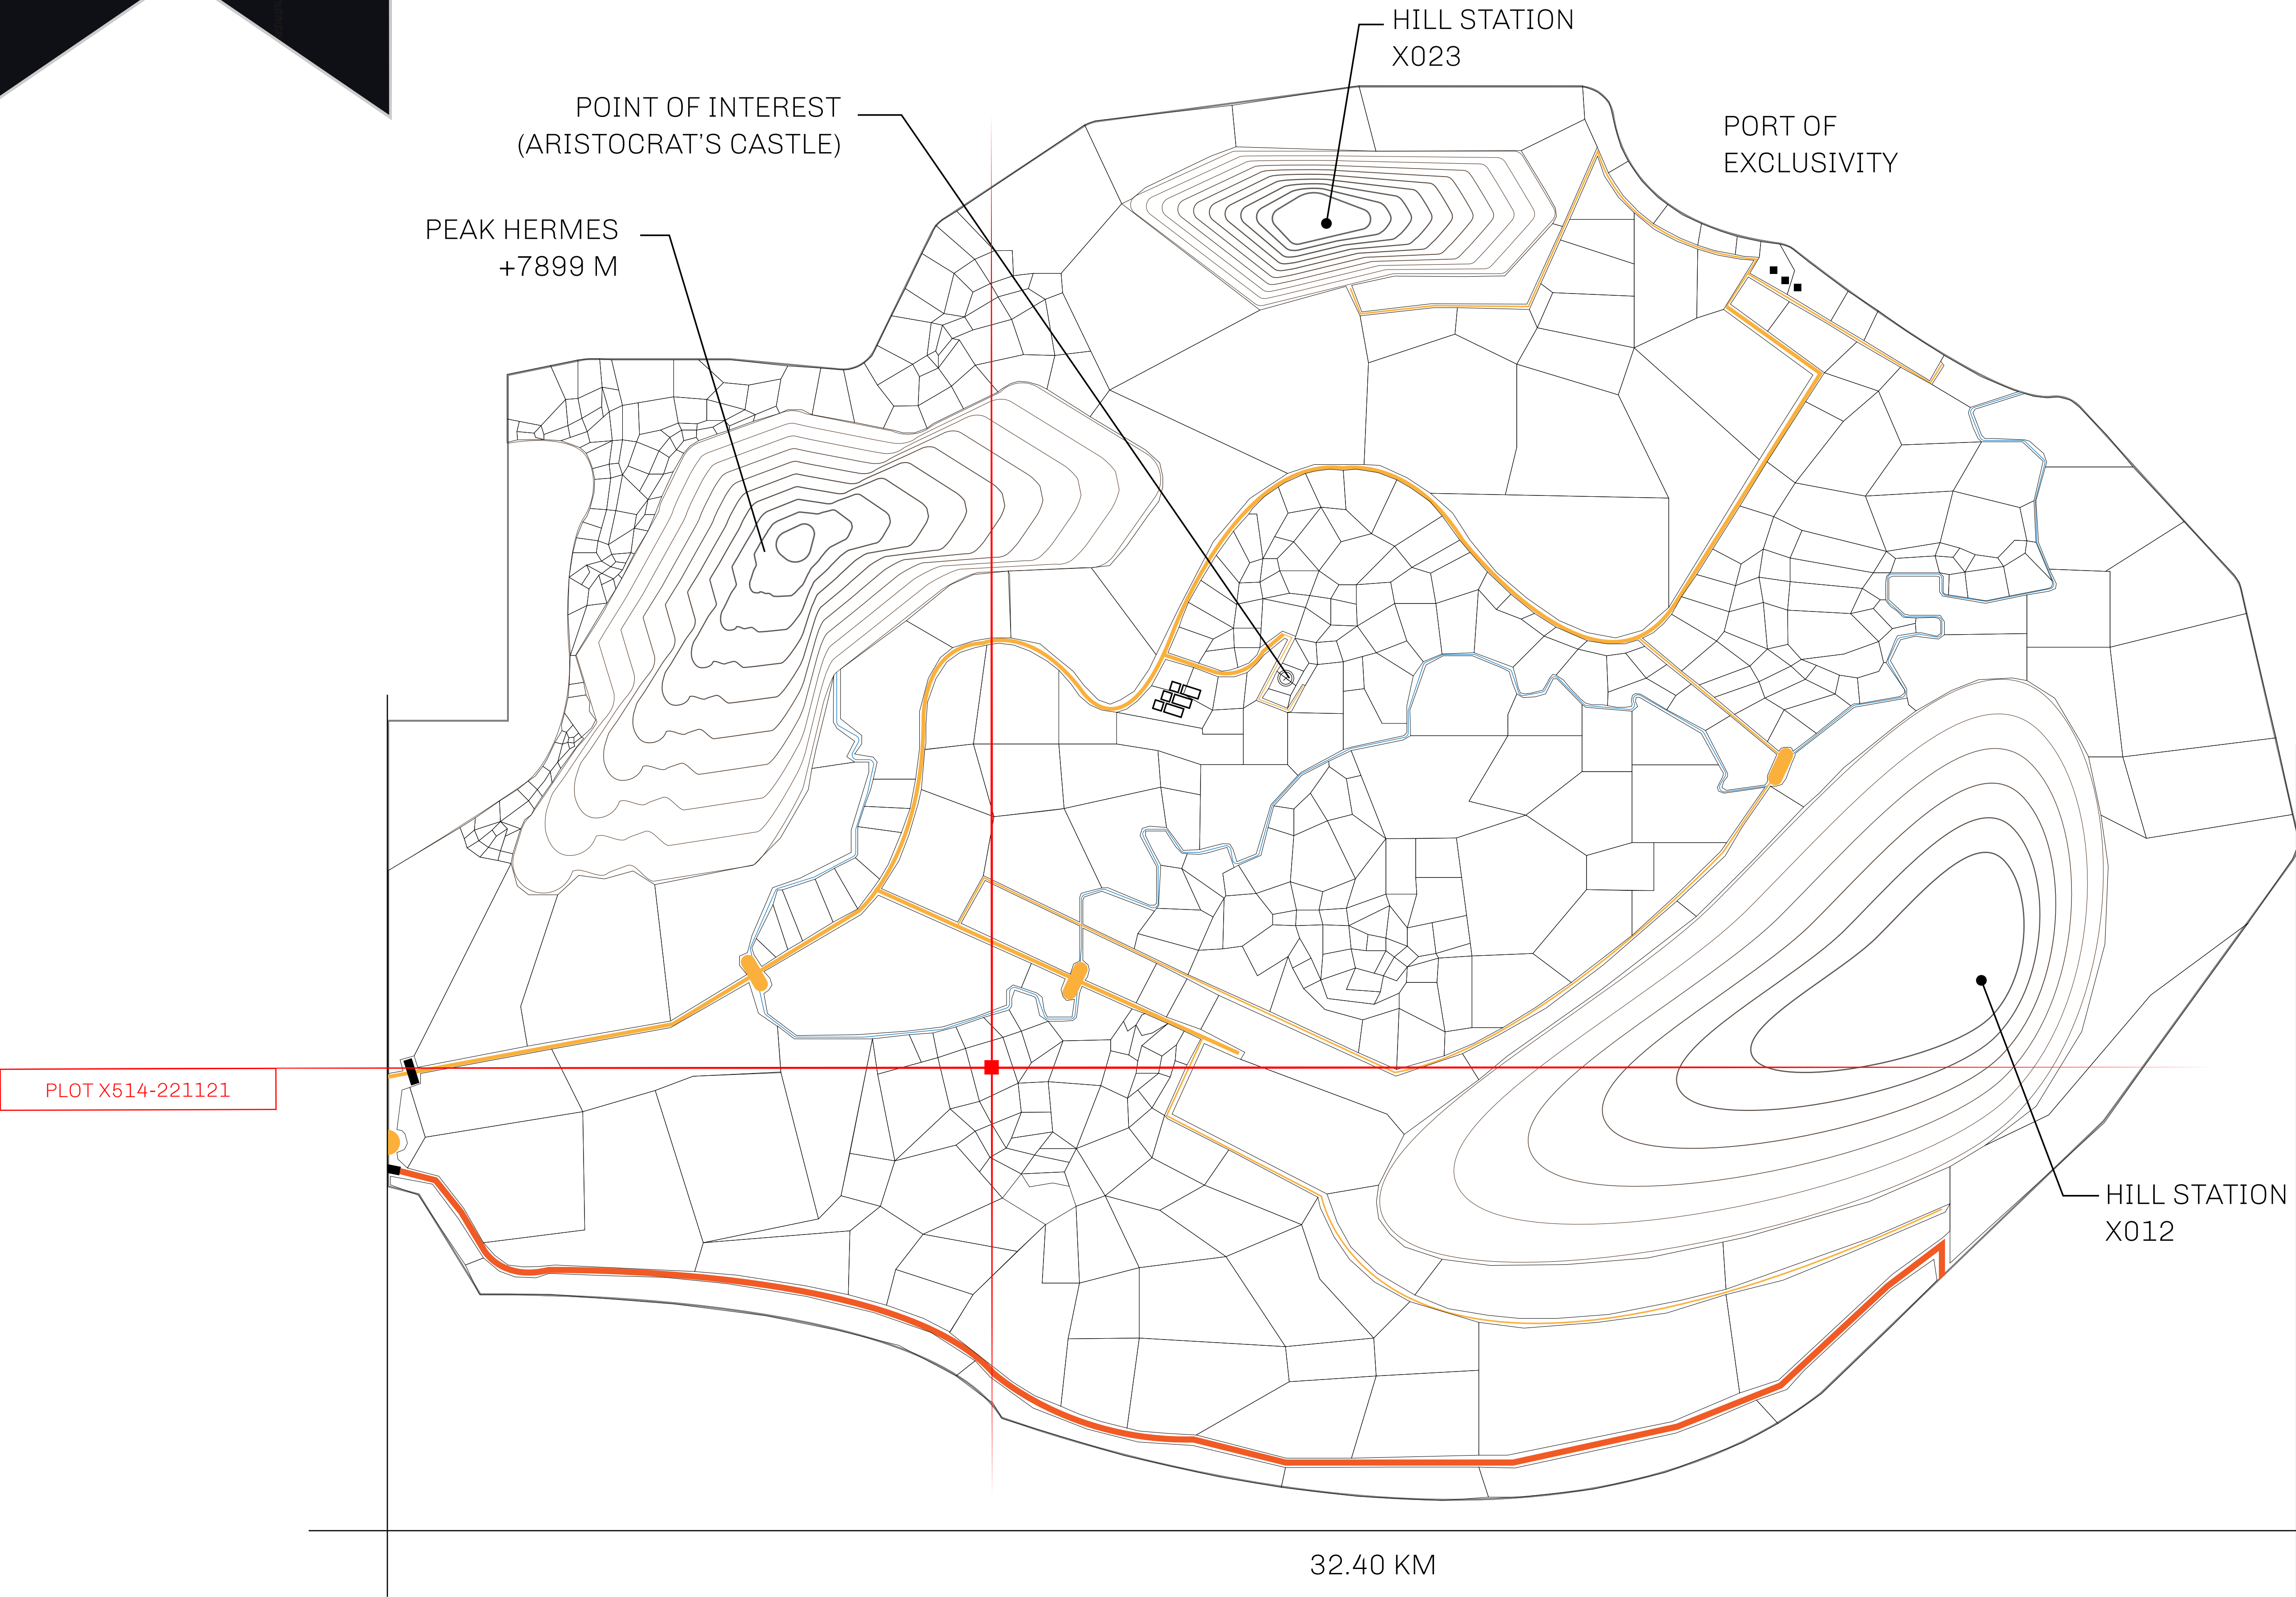 HILL STATION
X023
POINT OF INTEREST
(ARISTOCRAT'S CASTLE)
PORT OF
EXCLUSIVITY
PEAK HERMES
+7899 M
PLOT X514-221121
HILL STATION
X012
32.40 KM